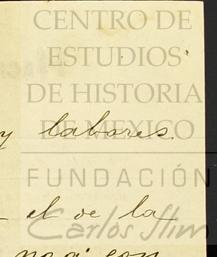 CENTRO DE
ESTUDIOS
DE HISTORIA
DE MEXICO
y labores.
FUNDACIÓN
el de la
Carlos Slim